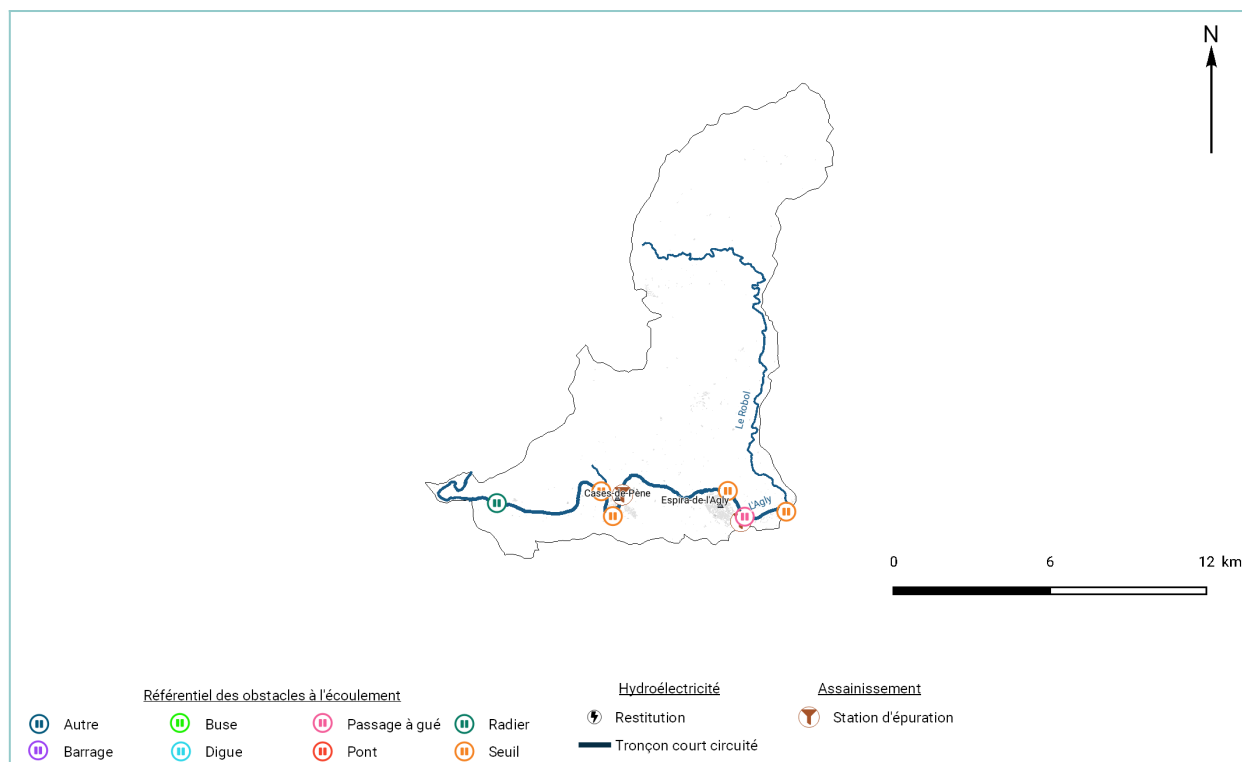 N
Le Robol
Cases-de-Pène
Espira-de-l'Agly
L'Agly
0 6 12 km
Référentiel des obstacles à l'écoulement
Autre
Buse
Passage à gué
Radier
Barrage
Digue
Pont
Seuil
Hydroélectricité
Restitution
Tronçon court circuité
Assainissement
Station d'épuration